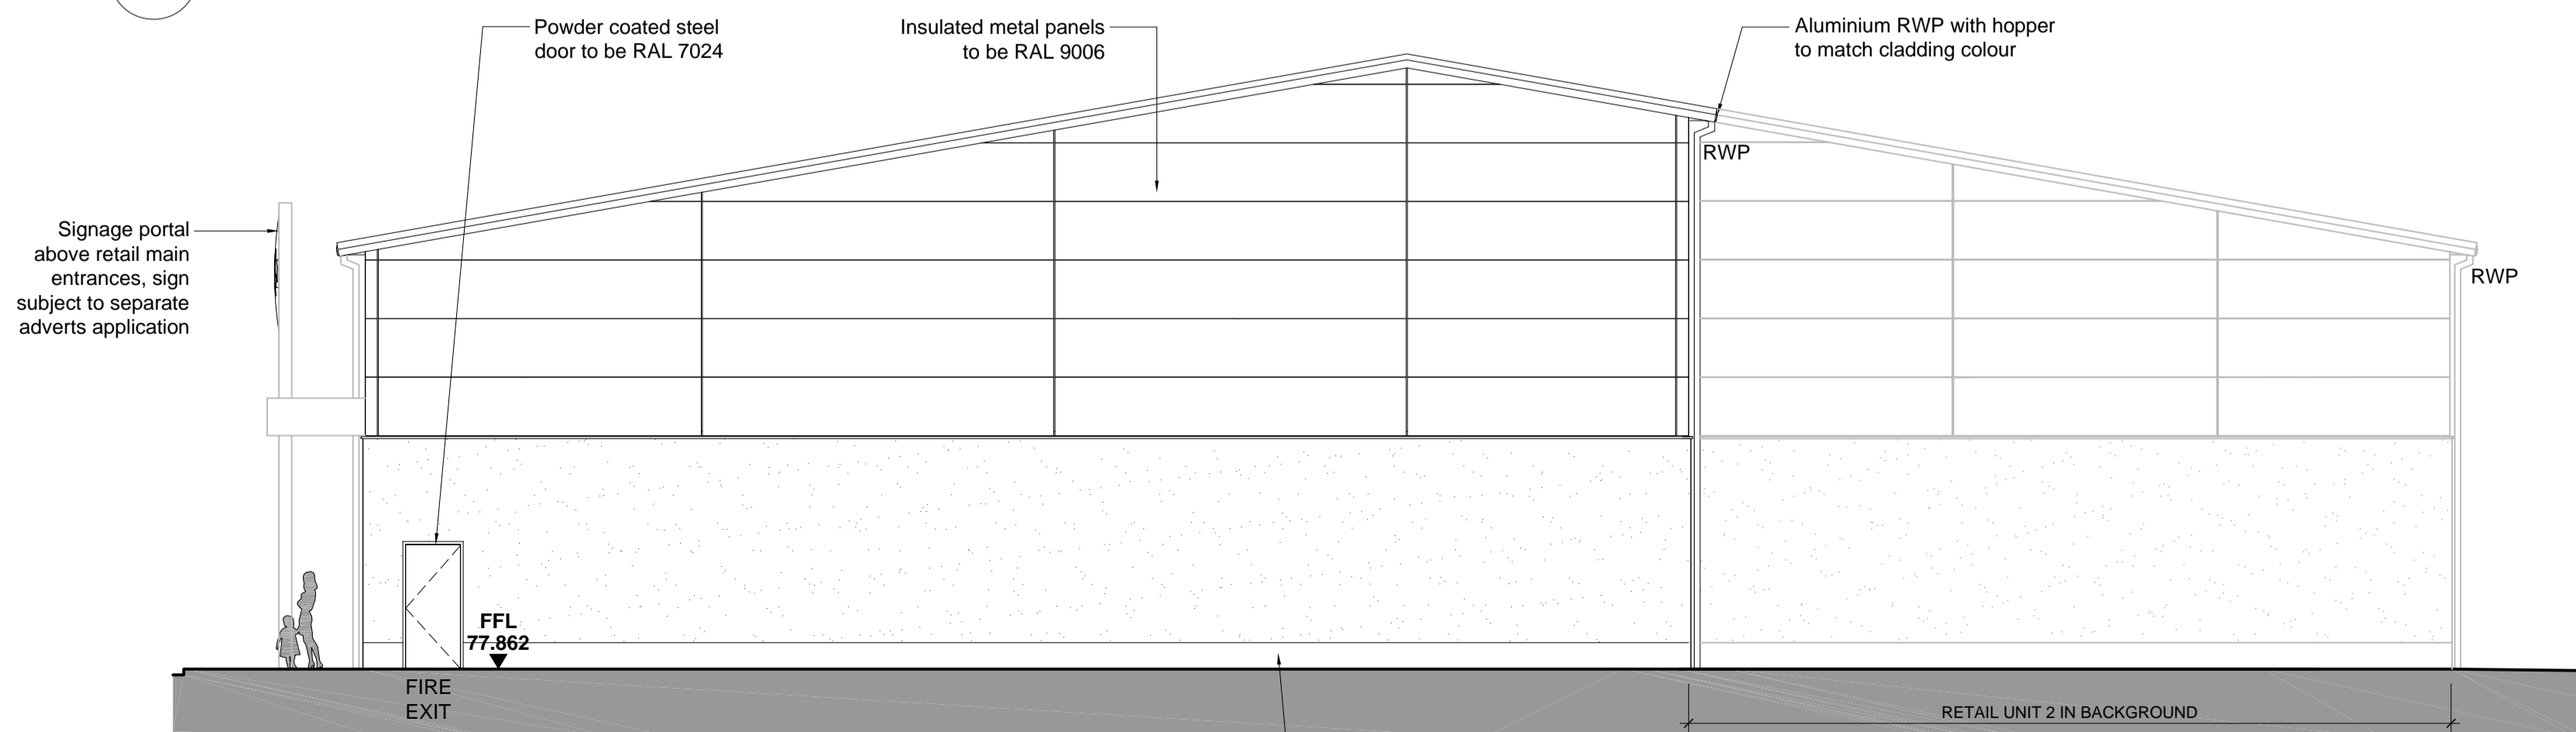 Powder coated steel
door to be RAL 7024
Insulated metal panels
to be RAL 9006
Aluminium RWP with hopper
to match cladding colour
RWP
Signage portal
above retail main
entrances, sign
subject to separate
adverts application
RWP
FFL
77.862
FIRE
EXIT
RETAIL UNIT 2 IN BACKGROUND